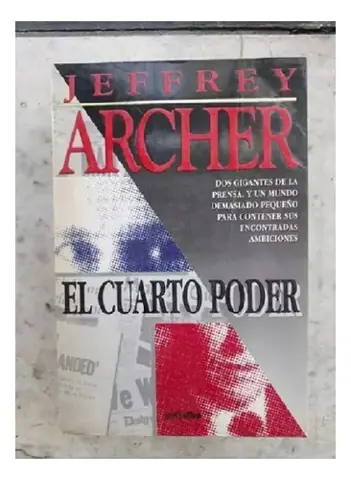 JEFFREY
ARCHER
DOS GIGANTES DE LA
PRENSA, Y UN MUNDO
DEMASIADO PEQUEÑO
PARA CONTENER SUS
ENCONTRADAS
AMBICIONES
EL CUARTO PODER
ANDED'